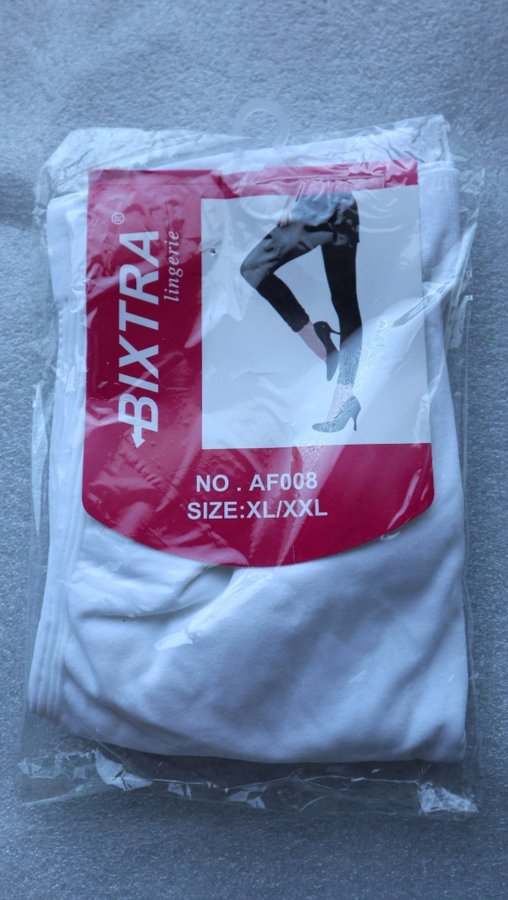 BIXTRA®
lingerie
NO . AF008
SIZE:XL/XXL